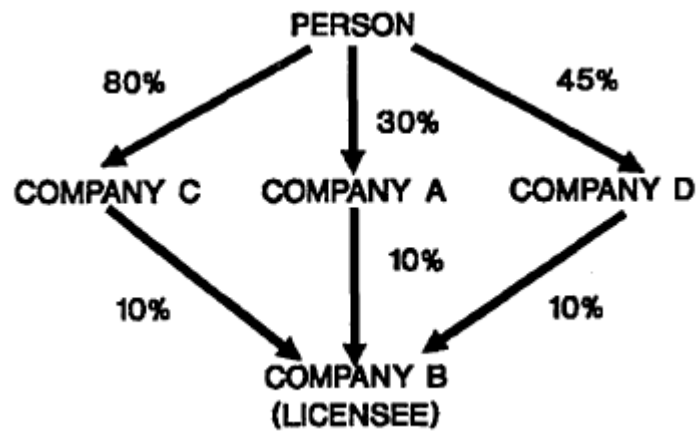 PERSON
80%
45%
30%
COMPANY C
COMPANY A
COMPANY D
10%
10%
10%
COMPANY B
(LICENSEE)